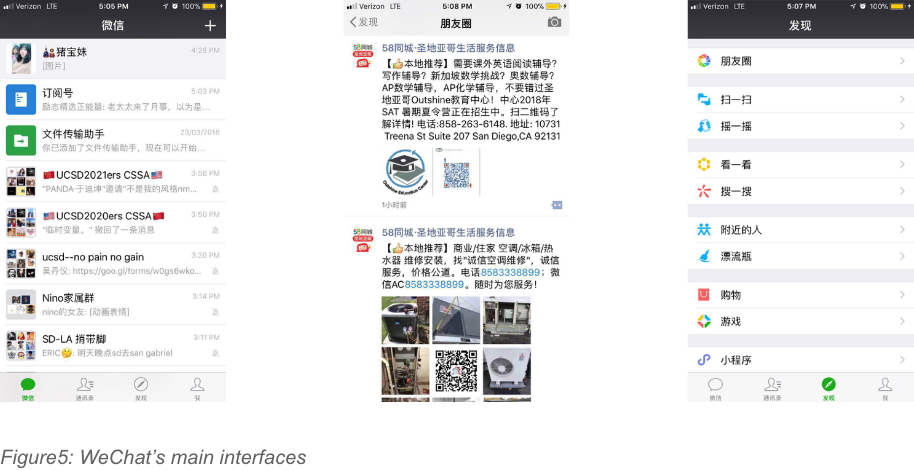 Verizon LTE 5:05 PM 100%
微信
猪宝妹 4:28 PM
[图片]
订阅号 5:03 PM
励志精选正能量: 老太太来了月事，以为是...
文件传输助手 23/03/2018
你已添加了文件传输助手，现在可以开始...
🇨🇳UCSD2021ers CSSA🇺🇸 3:56 PM
"PANDA·于迪坤"邀请"不是我的风格nm...
🇺🇸UCSD2020ers CSSA🇨🇳 3:50 PM
"临时变量。" 撤回了一条消息
ucsd--no pain no gain 3:20 PM
吴丹仪: https://goo.gl/forms/w0gs6wko...
Nino家属群 3:14 PM
nino的女友: [动画表情]
SD-LA 捎带脚 3:11 PM
ERIC🤔: 明天晚点sd去san gabriel
微信 通讯录 发现 我
Verizon LTE 5:08 PM 100%
发现 朋友圈
58同城·圣地亚哥生活服务信息
【👍本地推荐】需要课外英语阅读辅导？
写作辅导？新加坡数学挑战？奥数辅导？
AP数学辅导，AP化学辅导，不要错过圣
地亚哥Outshine教育中心！中心2018年
SAT 暑期夏令营正在招生中。扫二维码了
解详情! 电话:858-263-6148. 地址: 10731
Treena St Suite 207 San Diego,CA 92131
Outshine Education Center
1小时前
58同城·圣地亚哥生活服务信息
【👍本地推荐】商业/住家 空调/冰箱/热
水器 维修安装，找"诚信空调维修"，诚信
服务，价格公道。电话8583338899；微
信AC8583338899。随时为您服务！
Verizon LTE 5:07 PM 100%
发现
朋友圈
扫一扫
摇一摇
看一看
搜一搜
附近的人
漂流瓶
购物
游戏
小程序
微信 通讯录 发现 我
Figure5: WeChat's main interfaces